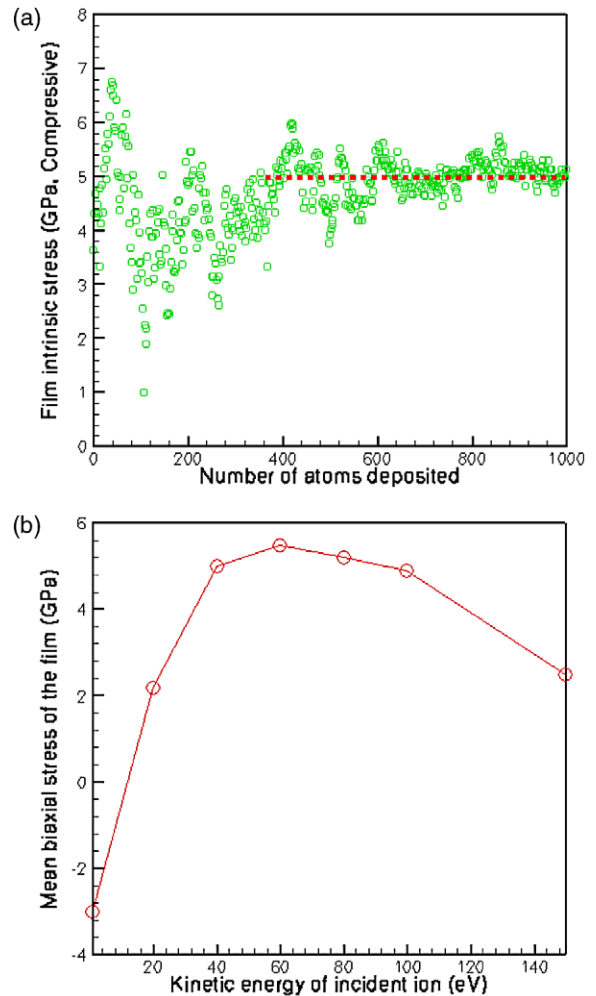 (a)
8
7
6
5
4
3
2
1
0
Film intrinsic stress (GPa, Compressive)
0 200 400 600 800 1000
Number of atoms deposited
(b)
6
4
2
0
-2
-4
Mean biaxial stress of the film (GPa)
20 40 60 80 100 120 140
Kinetic energy of incident ion (eV)